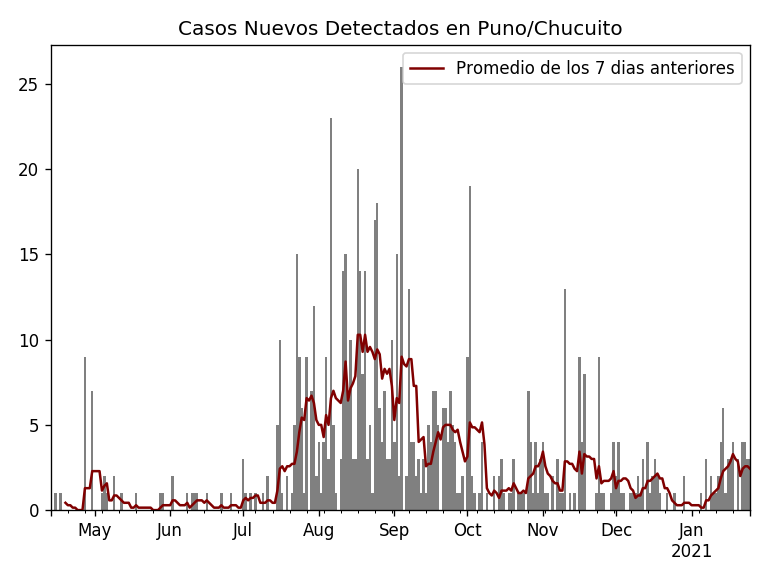 Casos Nuevos Detectados en Puno/Chucuito
Promedio de los 7 dias anteriores
25
20
15
10
5
0
May Jun Jul Aug Sep Oct Nov Dec Jan
2021